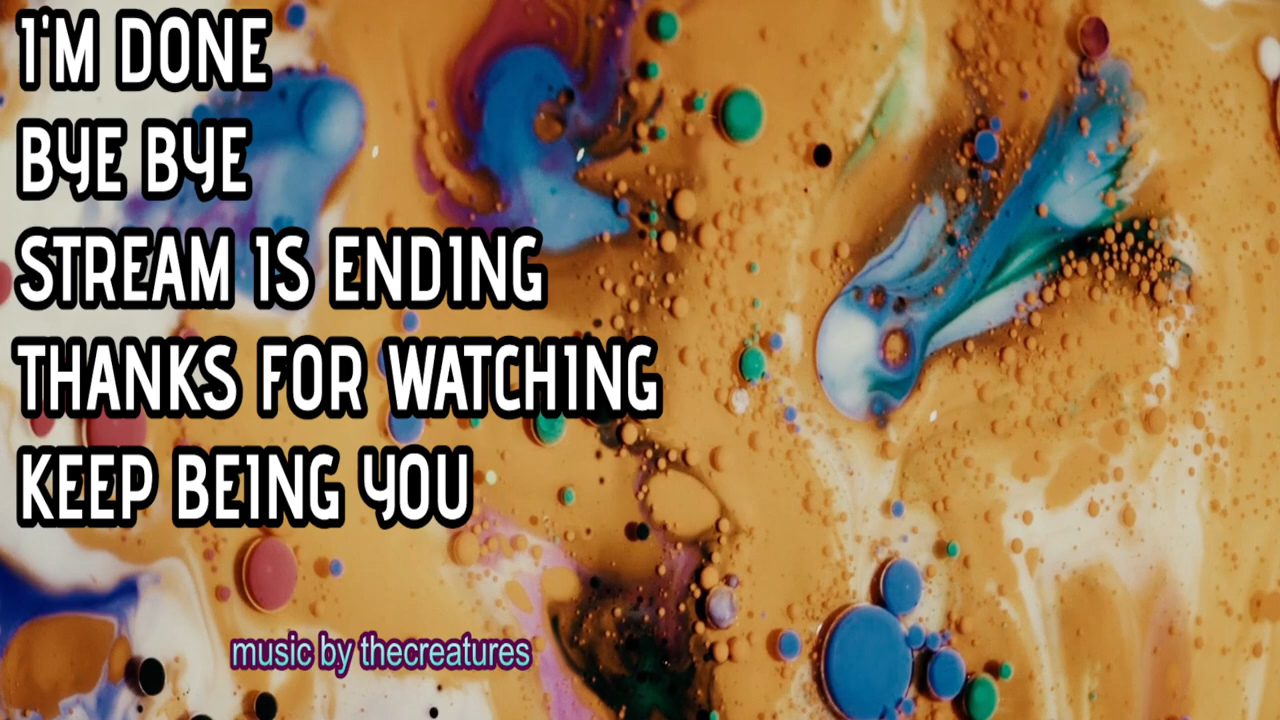 I'M DONE
BYE BYE
STREAM IS ENDING
THANKS FOR WATCHING
KEEP BEING YOU
music by thecreatures